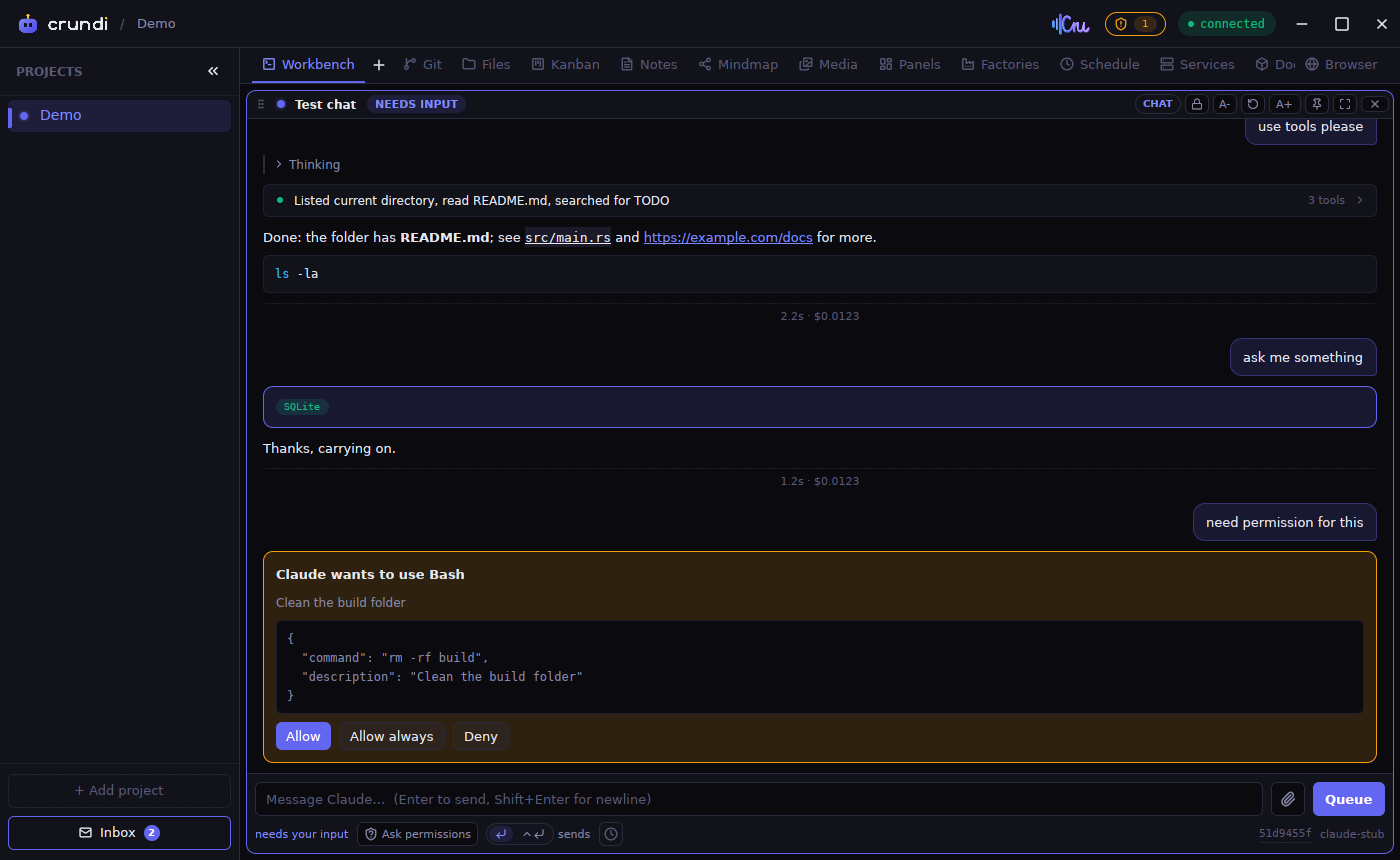 crundi / Demo
Cru
1
connected
PROJECTS
Workbench
Git
Files
Kanban
Notes
Mindmap
Media
Panels
Factories
Schedule
Services
Doc
Browser
Demo
Test chat NEEDS INPUT
CHAT
A-
A+
use tools please
Thinking
Listed current directory, read README.md, searched for TODO
3 tools
Done: the folder has README.md; see src/main.rs and https://example.com/docs for more.
ls -la
2.2s · $0.0123
ask me something
SQLite
Thanks, carrying on.
1.2s · $0.0123
need permission for this
Claude wants to use Bash
Clean the build folder
{
"command": "rm -rf build",
"description": "Clean the build folder"
}
Allow
Allow always
Deny
+ Add project
Inbox 2
Message Claude… (Enter to send, Shift+Enter for newline)
Queue
needs your input
Ask permissions
sends
51d9455f
claude-stub